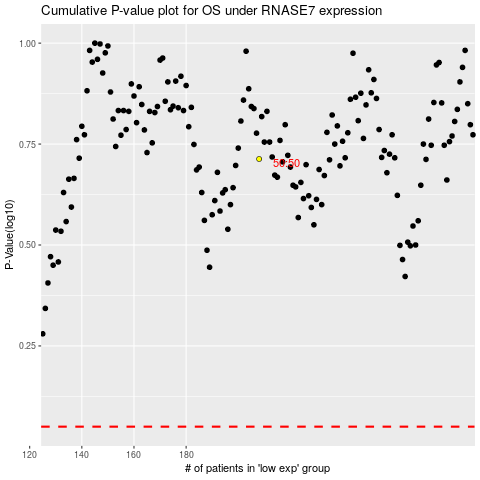 Cumulative P-value plot for OS under RNASE7 expression
P-Value(log10)
1.00
0.75
0.50
0.25
50:50
120 140 160 180
# of patients in 'low exp' group